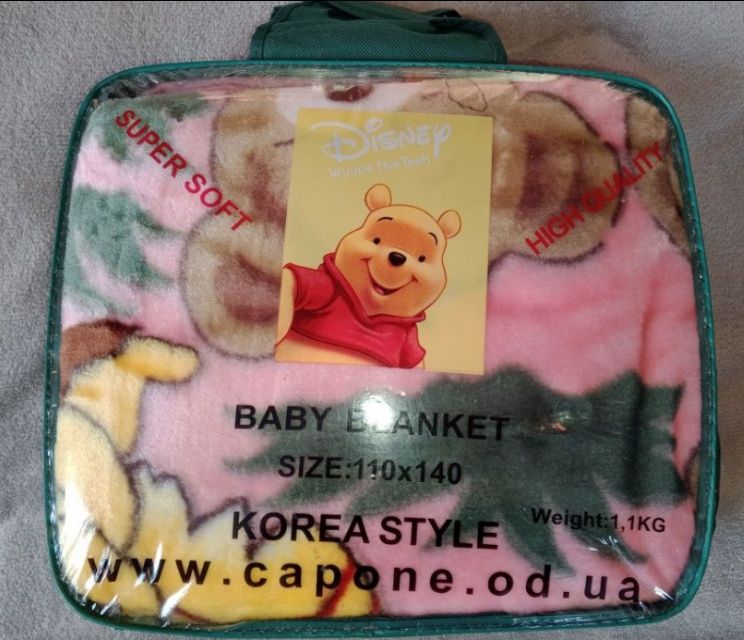 SUPER SOFT
DISNEY
Winnie the Pooh
HIGH QUALITY
BABY BLANKET
SIZE:110x140
KOREA STYLE
Weight:1,1KG
www.capone.od.ua